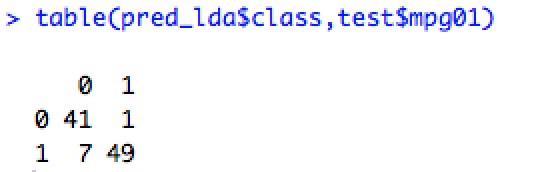 > table(pred_lda$class,test$mpg01)
0 1
0 41 1
1 7 49